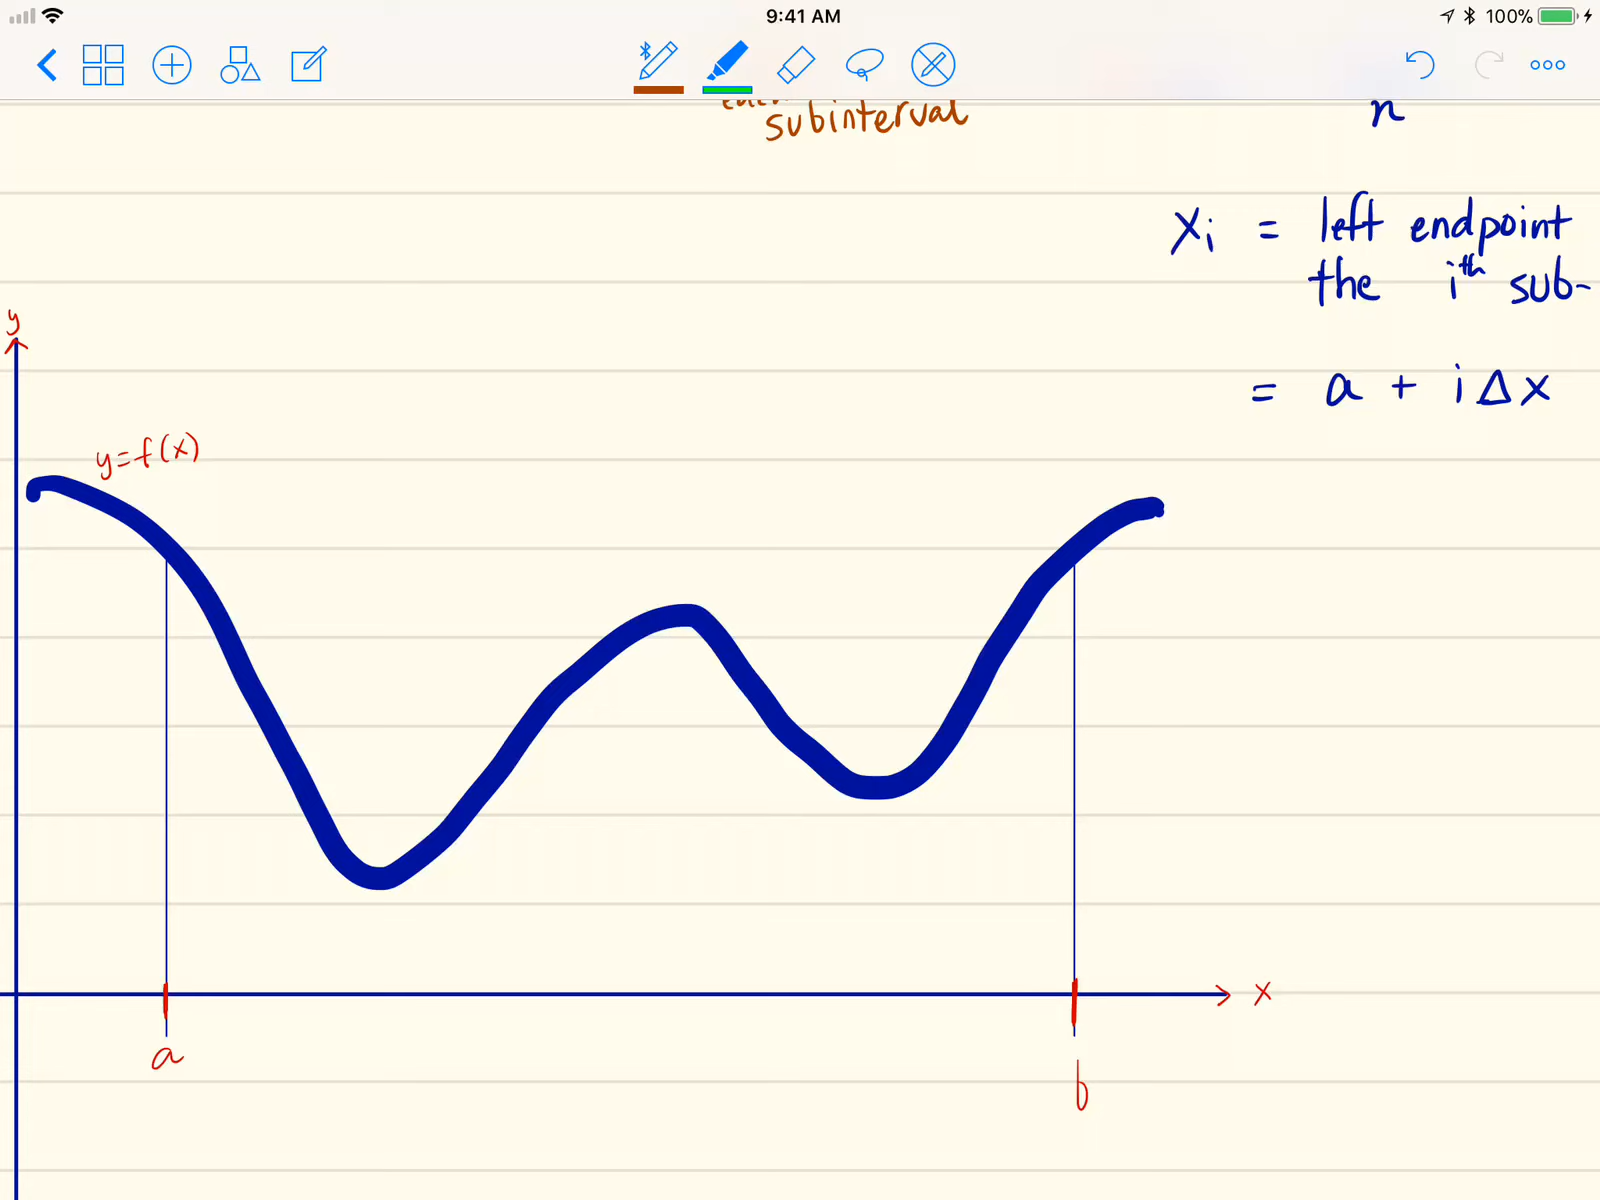 9:41 AM
100%
subinterval
n
xᵢ = left endpoint
the iᵗʰ sub-
= a + iΔx
y
y=f(x)
x
a
b